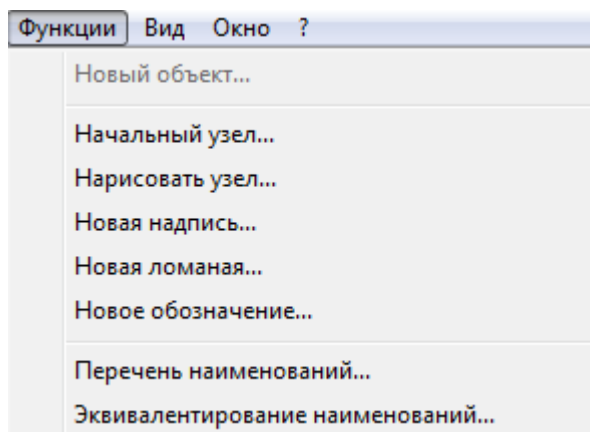 Функции Вид Окно ?
Новый объект...
Начальный узел...
Нарисовать узел...
Новая надпись...
Новая ломаная...
Новое обозначение...
Перечень наименований...
Эквивалентирование наименований...